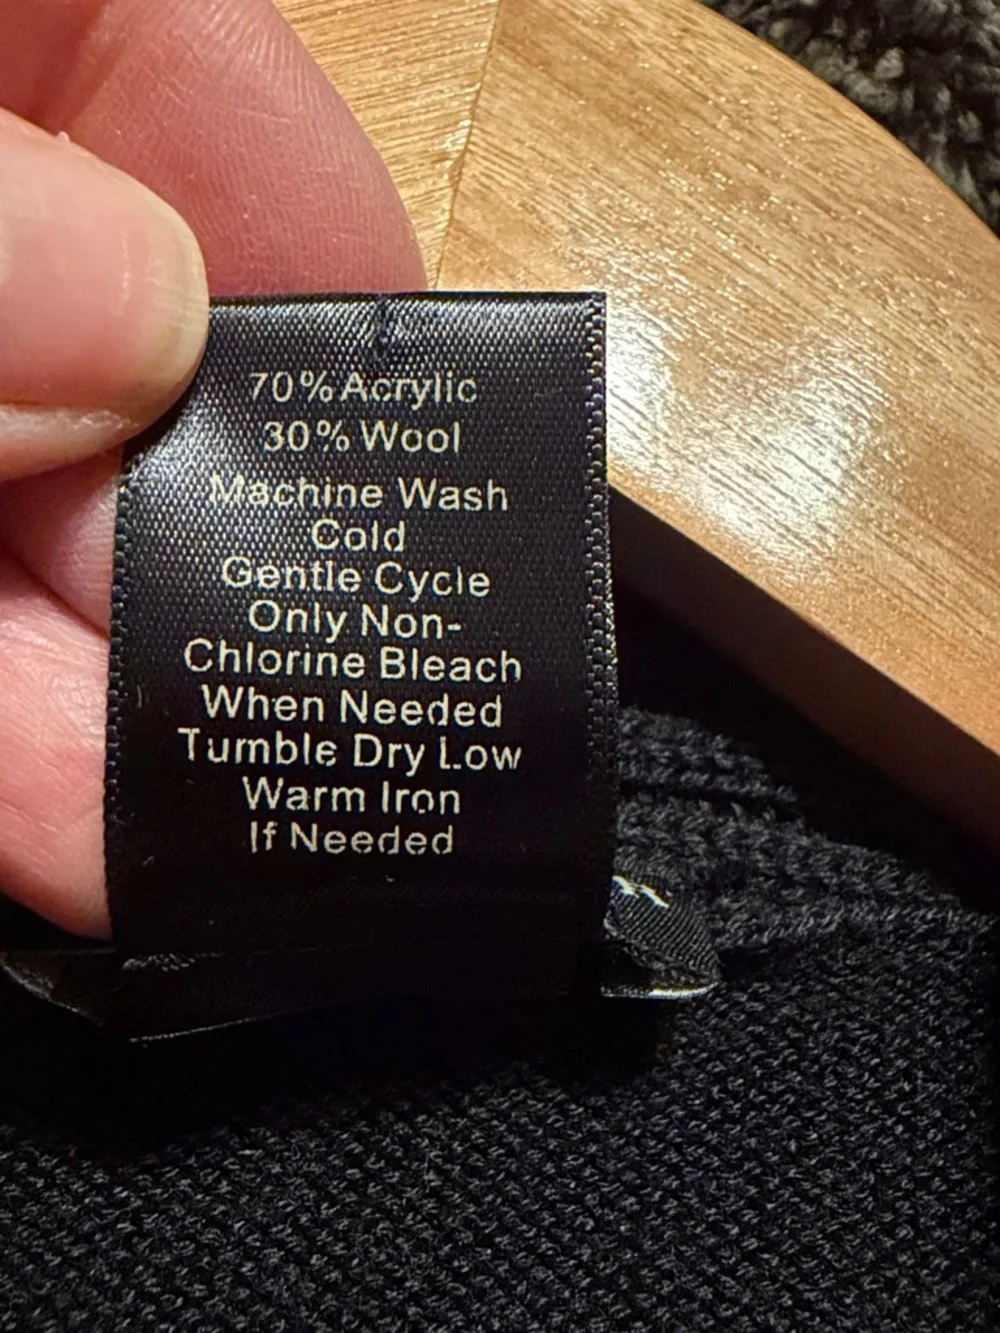 70% Acrylic
30% Wool
Machine Wash
Cold
Gentle Cycle
Only Non-
Chlorine Bleach
When Needed
Tumble Dry Low
Warm Iron
If Needed